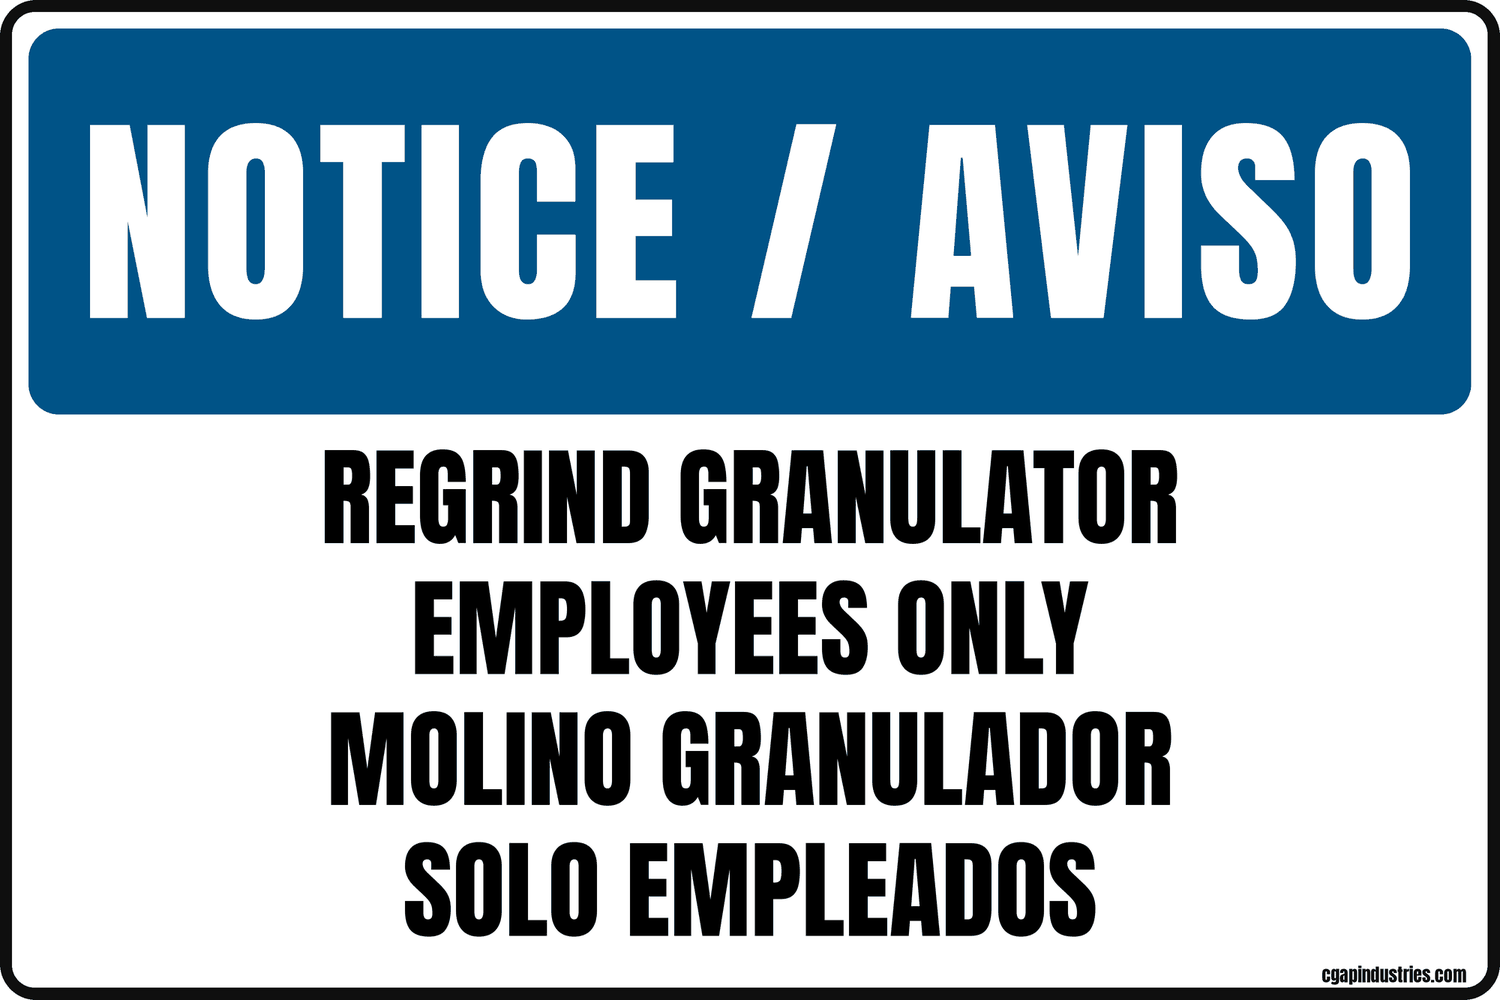 NOTICE / AVISO
REGRIND GRANULATOR
EMPLOYEES ONLY
MOLINO GRANULADOR
SOLO EMPLEADOS
cgapindustries.com